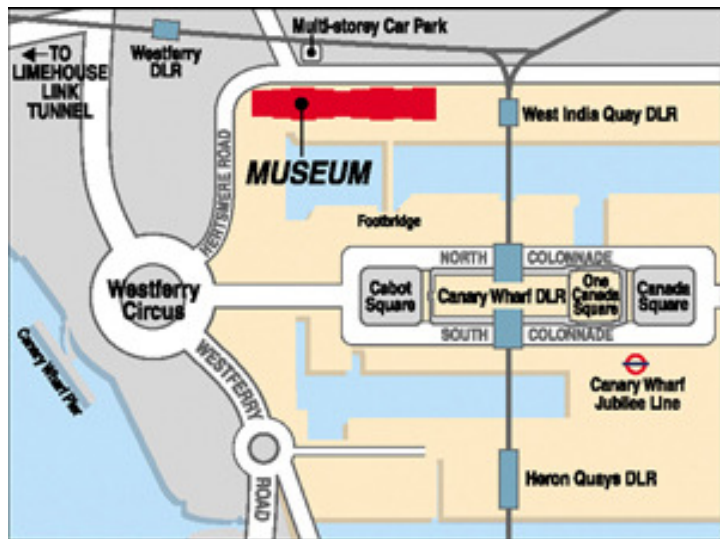 Multi-storey Car Park
Westferry
DLR
TO
LIMEHOUSE
LINK
TUNNEL
West India Quay DLR
MUSEUM
HERTSMERE ROAD
Footbridge
NORTH COLONNADE
Westferry
Circus
Cabot
Square
Canary Wharf DLR
One
Canada
Square
Canada
Square
SOUTH COLONNADE
Canary Wharf Pier
WESTFERRY
ROAD
Canary Wharf
Jubilee Line
Heron Quays DLR